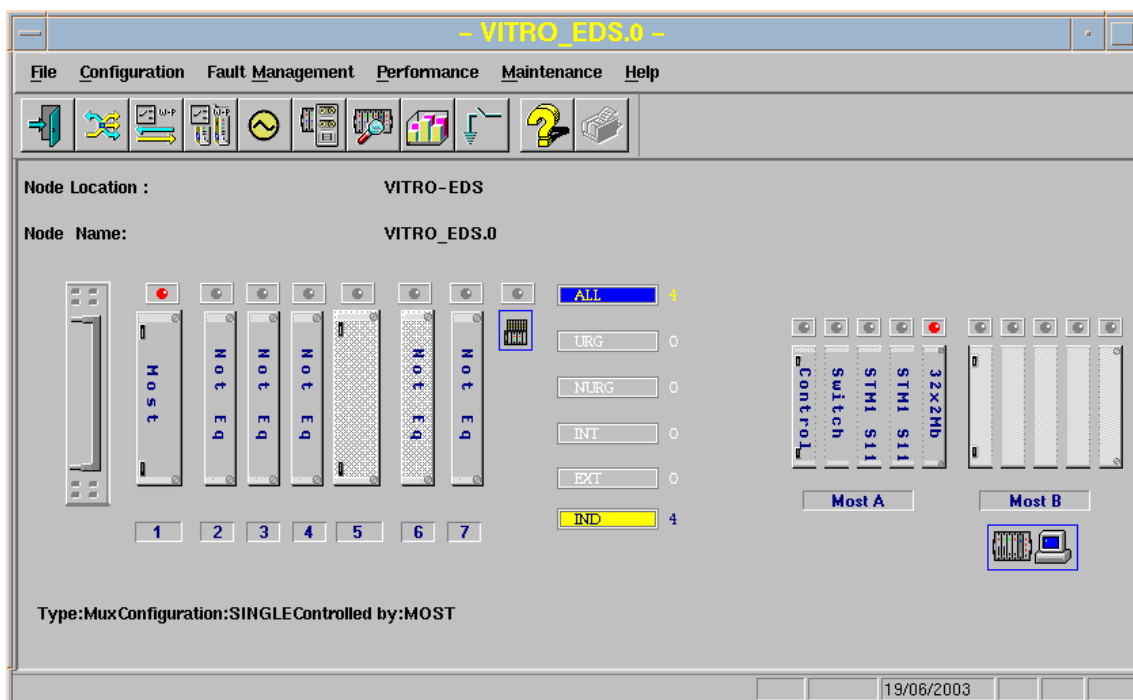 – VITRO_EDS.0 –
File Configuration Fault Management Performance Maintenance Help
W-P W-P
Node Location : VITRO-EDS
Node Name: VITRO_EDS.0
ALL 4
URG 0
NURG 0
INT 0
EXT 0
IND 4
Most
Not Eq
Not Eq
Not Eq
Not Eq
Not Eq
1 2 3 4 5 6 7
Control
Switch
STM1 S11
STM1 S11
32x2Mb
Most A Most B
Type:MuxConfiguration:SINGLEControlled by:MOST
19/06/2003